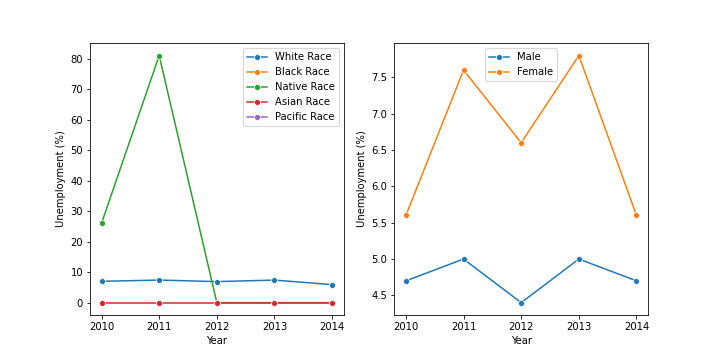 Unemployment (%)
80
70
60
50
40
30
20
10
0
2010 2011 2012 2013 2014
Year
White Race
Black Race
Native Race
Asian Race
Pacific Race
Unemployment (%)
7.5
7.0
6.5
6.0
5.5
5.0
4.5
2010 2011 2012 2013 2014
Year
Male
Female